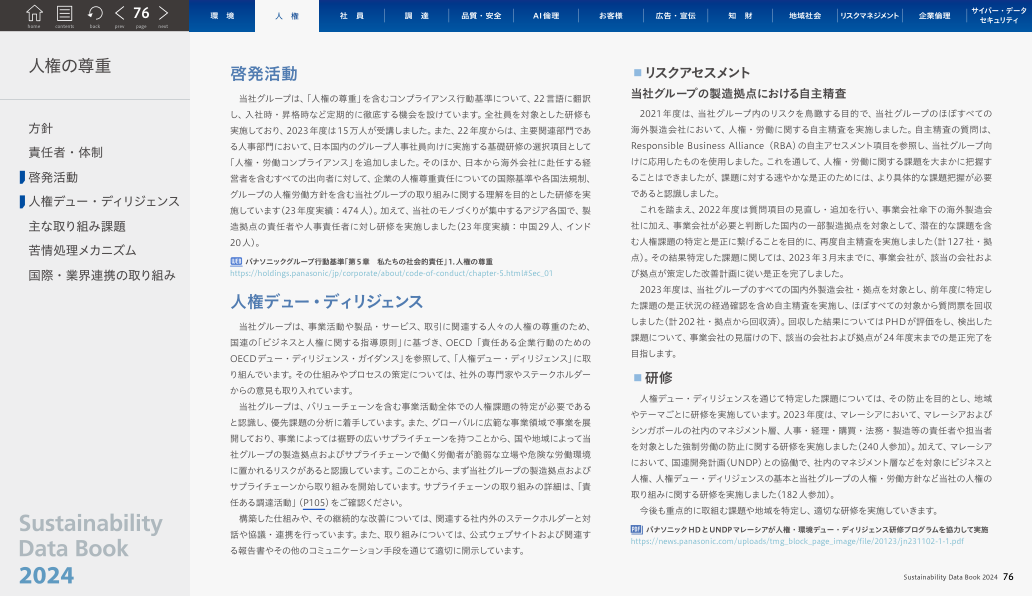 76
home
contents
back
prev
page
next
環 境
人 権
社 員
調 達
品質・安全
AI倫理
お客様
広告・宣伝
知 財
地域社会
リスクマネジメント
企業倫理
サイバー・データ
セキュリティ
人権の尊重
方針
責任者・体制
啓発活動
人権デュー・ディリジェンス
主な取り組み課題
苦情処理メカニズム
国際・業界連携の取り組み
Sustainability
Data Book
2024
啓発活動
当社グループは、「人権の尊重」を含むコンプライアンス行動基準について、22言語に翻訳
し、入社時・昇格時など定期的に徹底する機会を設けています。全社員を対象とした研修も
実施しており、2023年度は15万人が受講しました。また、22年度からは、主要関連部門であ
る人事部門において、日本国内のグループ人事社員向けに実施する基礎研修の選択項目として
「人権・労働コンプライアンス」を追加しました。そのほか、日本から海外会社に赴任する経
営者を含むすべての出向者に対して、企業の人権尊重責任についての国際基準や各国法規制、
グループの人権労働方針を含む当社グループの取り組みに関する理解を目的とした研修を実
施しています(23年度実績:474人)。加えて、当社のモノづくりが集中するアジア各国で、製
造拠点の責任者や人事責任者に対し研修を実施しました(23年度実績:中国29人、インド
20人)。
WEB パナソニックグループ行動基準「第5章 私たちの社会的責任」1.人権の尊重
https://holdings.panasonic/jp/corporate/about/code-of-conduct/chapter-5.html#Sec_01
人権デュー・ディリジェンス
当社グループは、事業活動や製品・サービス、取引に関連する人々の人権の尊重のため、
国連の「ビジネスと人権に関する指導原則」に基づき、OECD「責任ある企業行動のための
OECDデュー・ディリジェンス・ガイダンス」を参照して、「人権デュー・ディリジェンス」に取
り組んでいます。その仕組みやプロセスの策定については、社外の専門家やステークホルダー
からの意見も取り入れています。
当社グループは、バリューチェーンを含む事業活動全体での人権課題の特定が必要である
と認識し、優先課題の分析に着手しています。また、グローバルに広範な事業領域で事業を展
開しており、事業によっては裾野の広いサプライチェーンを持つことから、国や地域によって当
社グループの製造拠点およびサプライチェーンで働く労働者が脆弱な立場や危険な労働環境
に置かれるリスクがあると認識しています。このことから、まず当社グループの製造拠点および
サプライチェーンから取り組みを開始しています。サプライチェーンの取り組みの詳細は、「責
任ある調達活動」(P105)をご確認ください。
構築した仕組みや、その継続的な改善については、関連する社内外のステークホルダーと対
話や協議・連携を行っています。また、取り組みについては、公式ウェブサイトおよび関連す
る報告書やその他のコミュニケーション手段を通じて適切に開示しています。
リスクアセスメント
当社グループの製造拠点における自主精査
2021年度は、当社グループ内のリスクを鳥瞰する目的で、当社グループのほぼすべての
海外製造会社において、人権・労働に関する自主精査を実施しました。自主精査の質問は、
Responsible Business Alliance(RBA)の自主アセスメント項目を参照し、当社グループ向
けに応用したものを使用しました。これを通して、人権・労働に関する課題を大まかに把握す
ることはできましたが、課題に対する速やかな是正のためには、より具体的な課題把握が必要
であると認識しました。
これを踏まえ、2022年度は質問項目の見直し・追加を行い、事業会社傘下の海外製造会
社に加え、事業会社が必要と判断した国内の一部製造拠点を対象として、潜在的な課題を含
む人権課題の特定と是正に繋げることを目的に、再度自主精査を実施しました(計127社・拠
点)。その結果特定した課題に関しては、2023年3月末までに、事業会社が、該当の会社およ
び拠点が策定した改善計画に従い是正を完了しました。
2023年度は、当社グループのすべての国内外製造会社・拠点を対象とし、前年度に特定し
た課題の是正状況の経過確認を含め自主精査を実施し、ほぼすべての対象から質問票を回収
しました(計202社・拠点から回収済)。回収した結果についてはPHDが評価をし、検出した
課題について、事業会社の見届けの下、該当の会社および拠点が24年度末までの是正完了を
目指します。
研修
人権デュー・ディリジェンスを通じて特定した課題については、その防止を目的とし、地域
やテーマごとに研修を実施しています。2023年度は、マレーシアにおいて、マレーシアおよび
シンガポールの社内のマネジメント層、人事・経理・購買・法務・製造等の責任者や担当者
を対象とした強制労働の防止に関する研修を実施しました(240人参加)。加えて、マレーシア
において、国連開発計画(UNDP)との協働で、社内のマネジメント層などを対象にビジネスと
人権、人権デュー・ディリジェンスの基本と当社グループの人権・労働方針など当社の人権の
取り組みに関する研修を実施しました(182人参加)。
今後も重点的に取組む課題や地域を特定し、適切な研修を実施していきます。
PDF パナソニックHDとUNDPマレーシアが人権・環境デュー・ディリジェンス研修プログラムを協力して実施
https://news.panasonic.com/uploads/tmg_block_page_image/file/20123/jn231102-1-1.pdf
Sustainability Data Book 2024 76